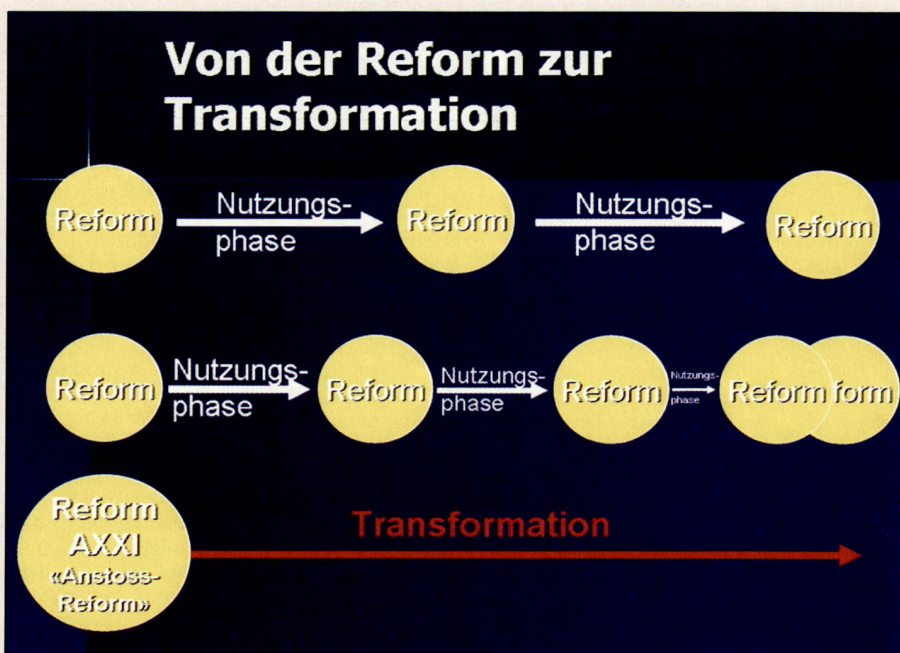 Von der Reform zur
Transformation
Reform
Nutzungs-
phase
Reform
Nutzungs-
phase
Reform
Reform
Nutzungs-
phase
Reform
Nutzungs-
phase
Reform
Nutzungs-
phase
Reform
form
Reform
AXXI
«Anstoss-
Reform»
Transformation